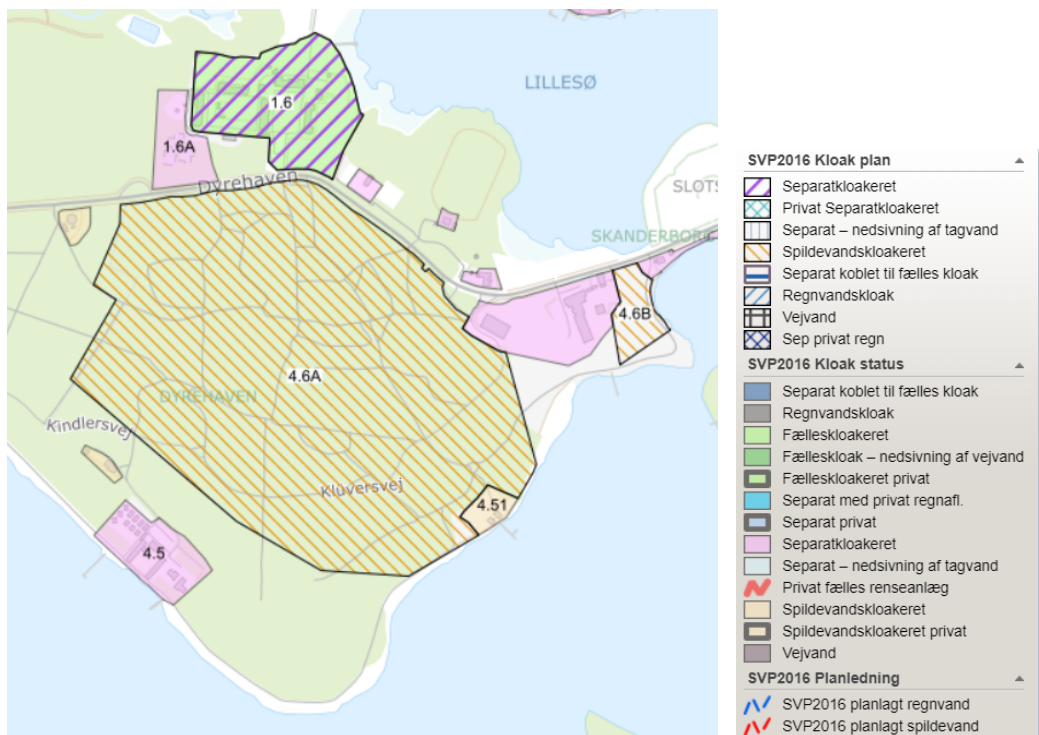 LILLESØ
1.6
1.6A
Dyrehaven
SLOTS
SKANDERBORG
4.6B
4.6A
DYREHAVEN
Kindlersvej
Klüversvej
4.51
4.5
SVP2016 Kloak plan
Separatkloakeret
Privat Separatkloakeret
Separat – nedsivning af tagvand
Spildevandskloakeret
Separat koblet til fælles kloak
Regnvandskloak
Vejvand
Sep privat regn
SVP2016 Kloak status
Separat koblet til fælles kloak
Regnvandskloak
Fælleskloakeret
Fælleskloak – nedsivning af vejvand
Fælleskloakeret privat
Separat med privat regnafl.
Separat privat
Separatkloakeret
Separat – nedsivning af tagvand
Privat fælles renseanlæg
Spildevandskloakeret
Spildevandskloakeret privat
Vejvand
SVP2016 Planledning
SVP2016 planlagt regnvand
SVP2016 planlagt spildevand